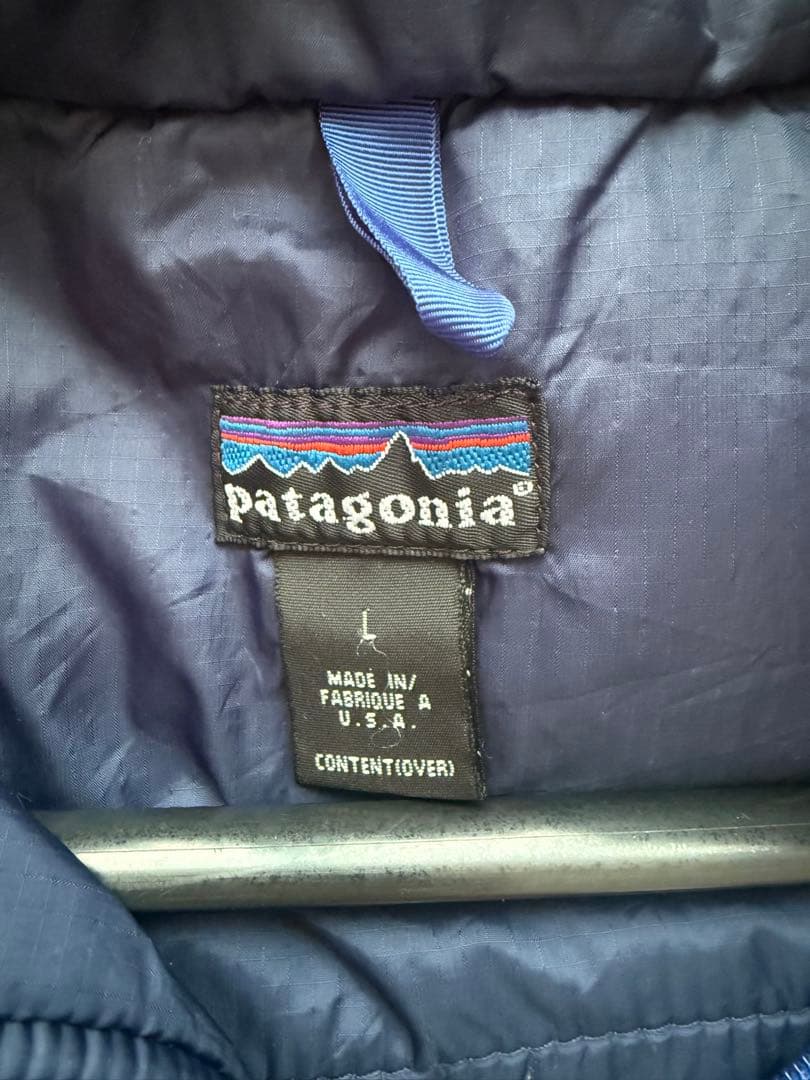 patagonia®
L
MADE IN/
FABRIQUE A
U.S.A.
CONTENT(OVER)